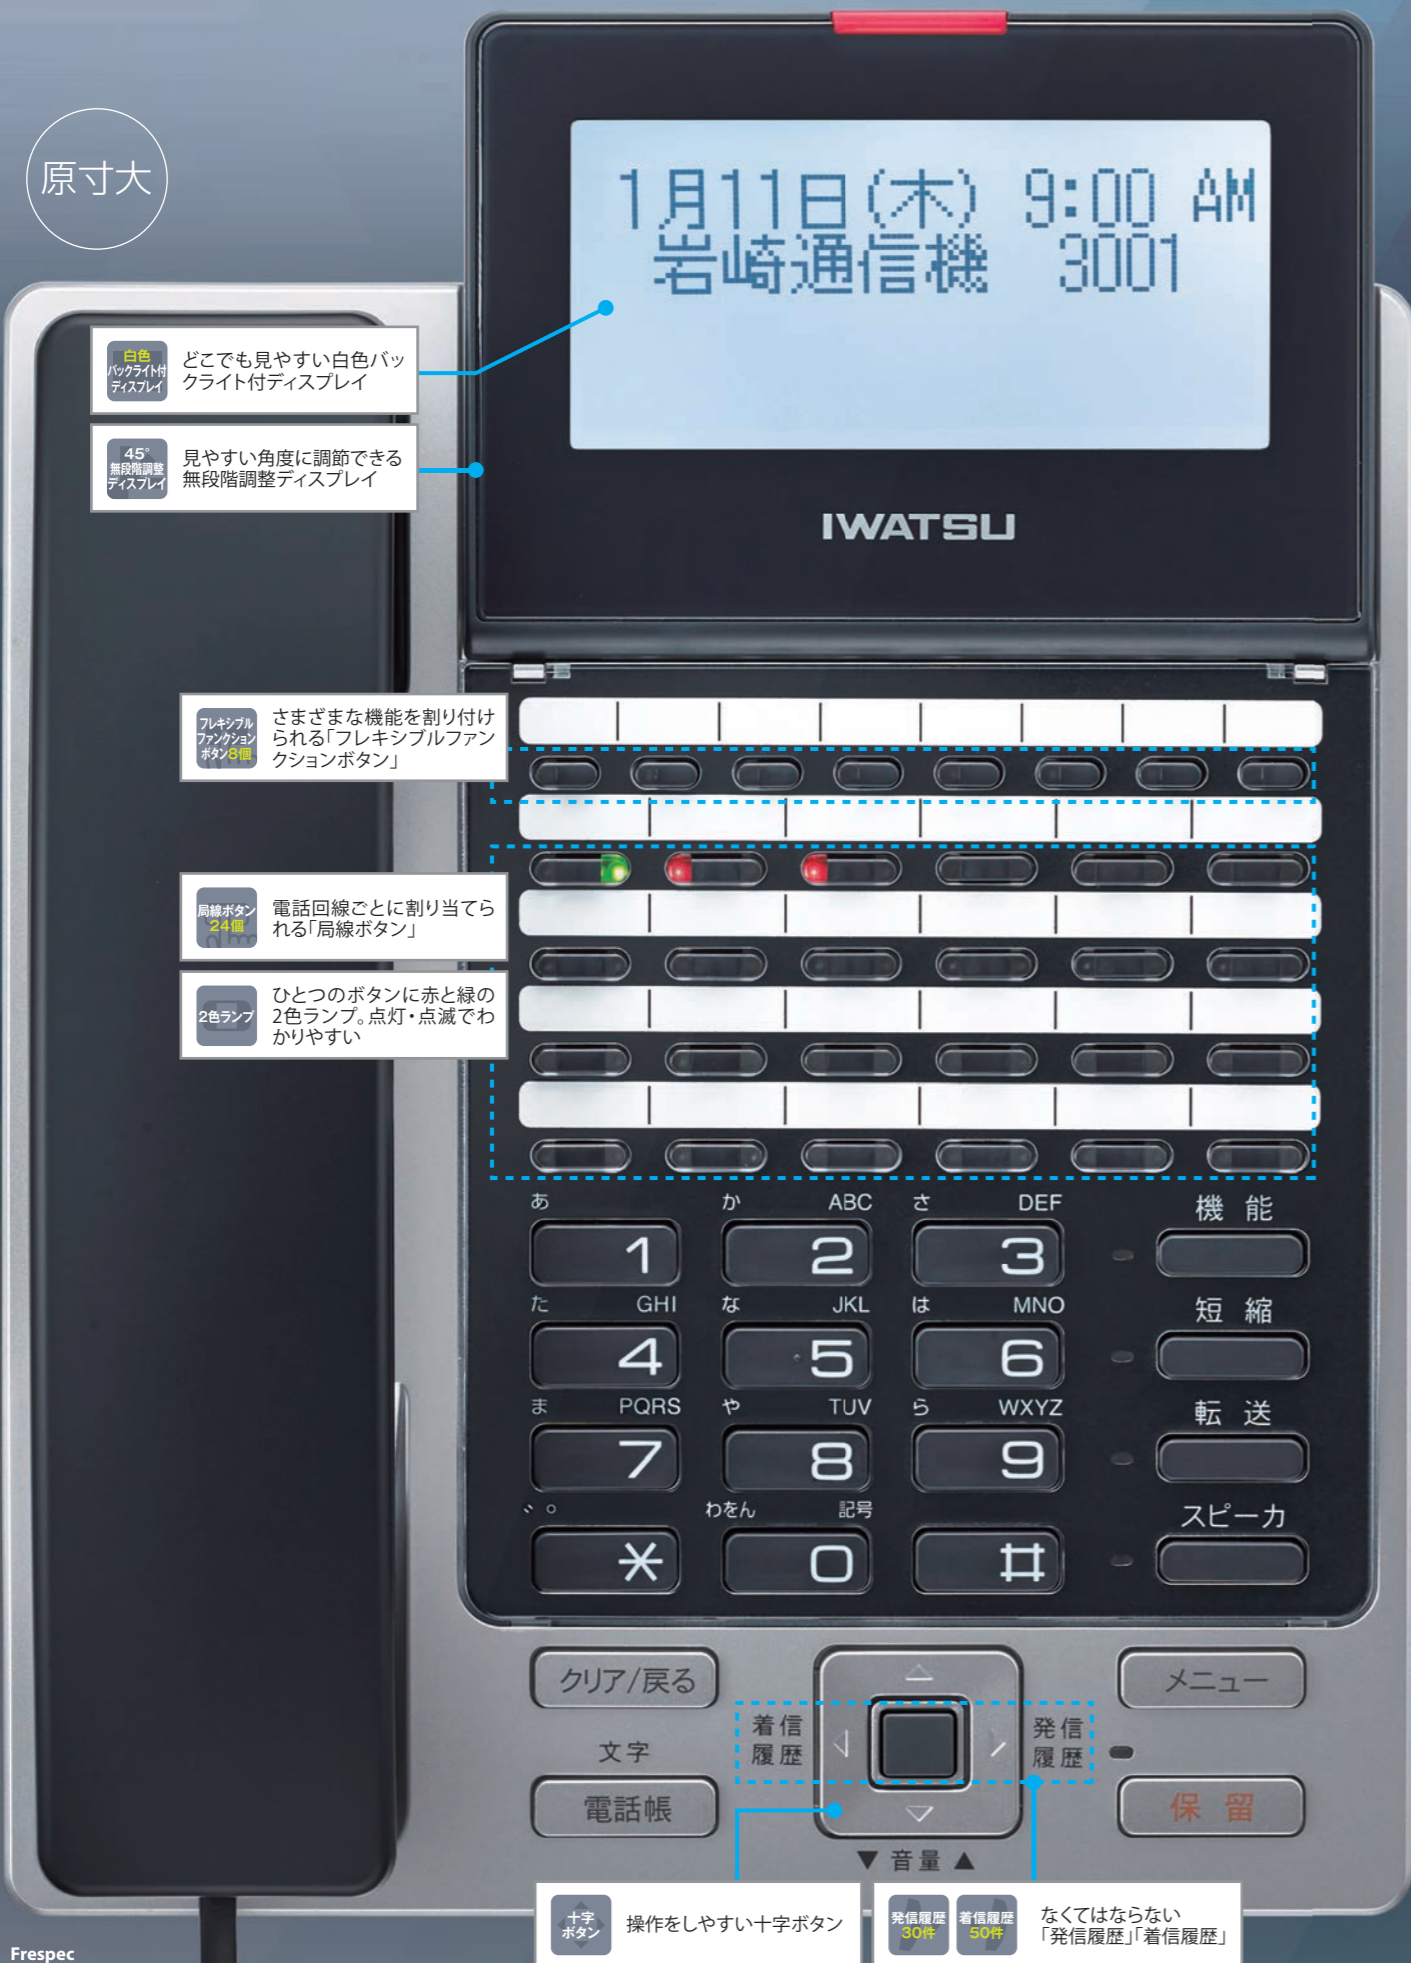 原寸大
1月11日(木) 9:00 AM
岩崎通信機 3001
白色
バックライト付
ディスプレイ
どこでも見やすい白色バッ
クライト付ディスプレイ
45°
無段階調整
ディスプレイ
見やすい角度に調節できる
無段階調整ディスプレイ
IWATSU
フレキシブル
ファンクション
ボタン8個
さまざまな機能を割り付け
られる「フレキシブルファン
クションボタン」
局線ボタン
24個
電話回線ごとに割り当てら
れる「局線ボタン」
2色ランプ
ひとつのボタンに赤と緑の
2色ランプ。点灯・点滅でわ
かりやすい
あ か ABC さ DEF 機能
1 2 3
た GHI な JKL は MNO 短縮
4 5 6
ま PQRS や TUV ら WXYZ 転送
7 8 9
゛゜ わをん 記号 スピーカ
＊ 0 #
クリア/戻る メニュー
着信
履歴
発信
履歴
文字
電話帳 保留
▼ 音量 ▲
十字
ボタン
操作をしやすい十字ボタン
発信履歴
30件
着信履歴
50件
なくてはならない
「発信履歴」「着信履歴」
Frespec